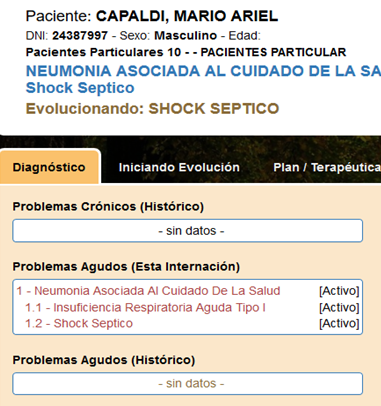 Paciente: CAPALDI, MARIO ARIEL
DNI: 24387997 - Sexo: Masculino - Edad:
Pacientes Particulares 10 - - PACIENTES PARTICULAR
NEUMONIA ASOCIADA AL CUIDADO DE LA SA
Shock Septico
Evolucionando: SHOCK SEPTICO
Diagnóstico Iniciando Evolución Plan / Terapéutica
Problemas Crónicos (Histórico)
- sin datos -
Problemas Agudos (Esta Internación)
1 - Neumonia Asociada Al Cuidado De La Salud [Activo]
1.1 - Insuficiencia Respiratoria Aguda Tipo I [Activo]
1.2 - Shock Septico [Activo]
Problemas Agudos (Histórico)
- sin datos -